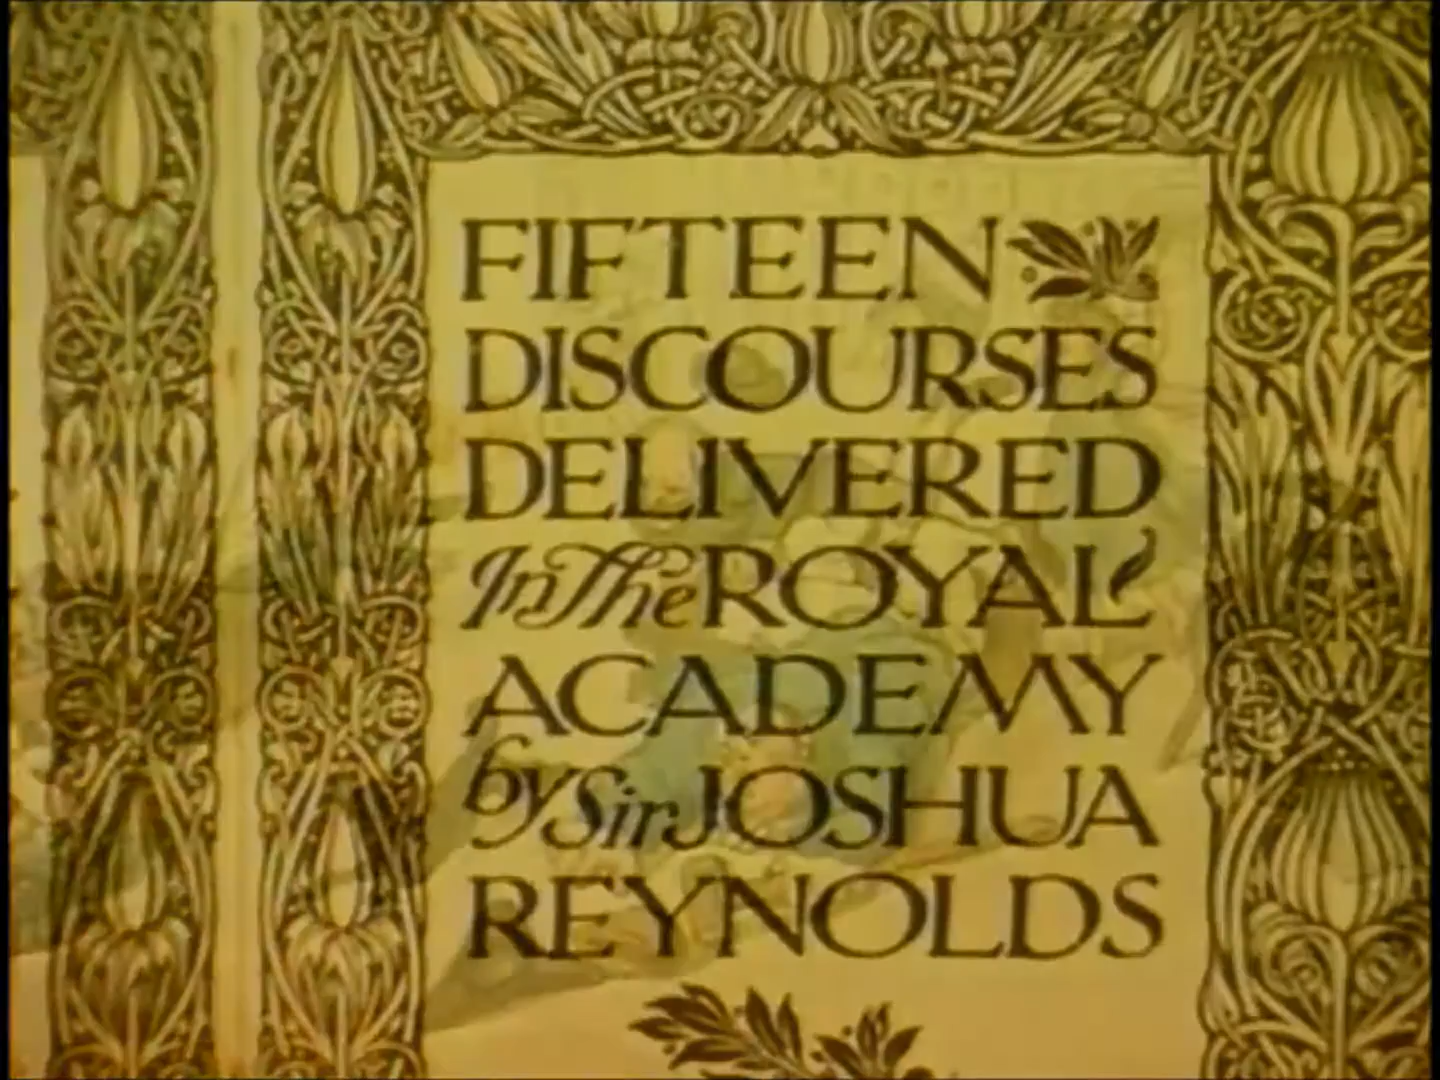 FIFTEEN
DISCOURSES
DELIVERED
In The ROYAL
ACADEMY
by Sir JOSHUA
REYNOLDS